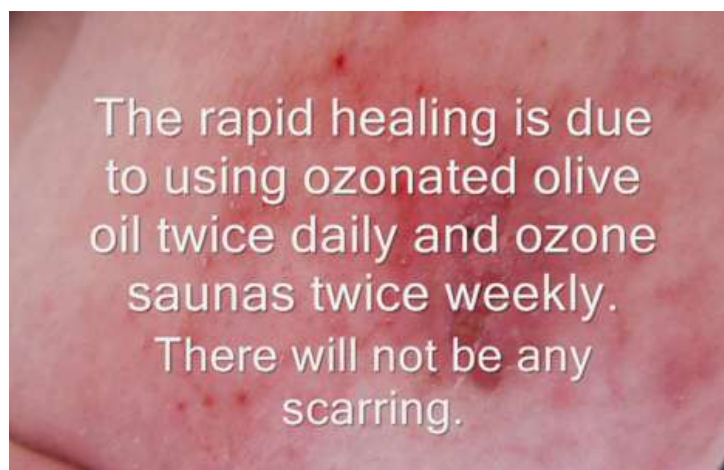 The rapid healing is due
to using ozonated olive
oil twice daily and ozone
saunas twice weekly.
There will not be any
scarring.